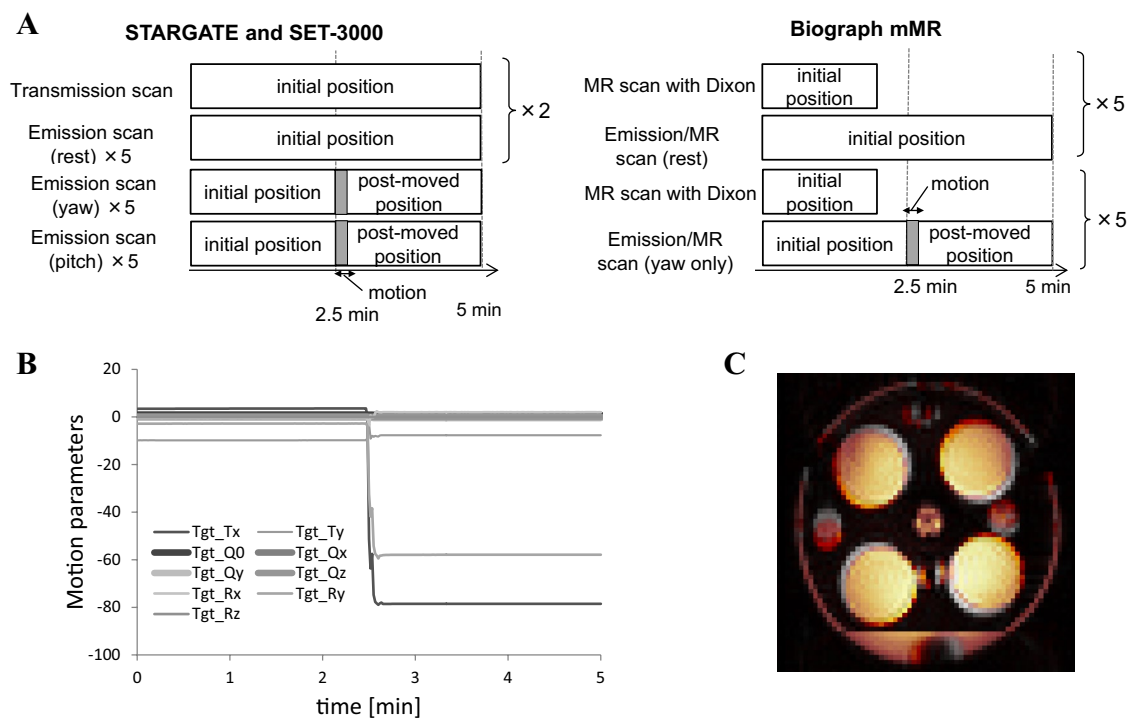 A
STARGATE and SET-3000
Transmission scan
initial position
Emission scan
(rest) ×5
initial position
×2
Emission scan
(yaw) ×5
initial position
post-moved
position
Emission scan
(pitch) ×5
initial position
post-moved
position
motion
2.5 min
5 min
Biograph mMR
MR scan with Dixon
initial
position
Emission/MR
scan (rest)
initial position
×5
MR scan with Dixon
initial
position
motion
Emission/MR
scan (yaw only)
initial position
post-moved
position
×5
2.5 min
5 min
B
Motion parameters
20
0
-20
-40
-60
-80
-100
Tgt_Tx Tgt_Ty
Tgt_Q0 Tgt_Qx
Tgt_Qy Tgt_Qz
Tgt_Rx Tgt_Ry
Tgt_Rz
0 1 2 3 4 5
time [min]
C